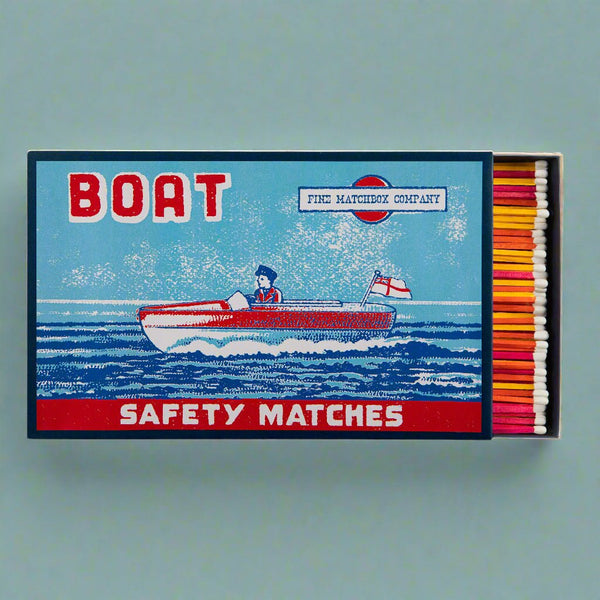 BOAT
FINE MATCHBOX COMPANY
SAFETY MATCHES